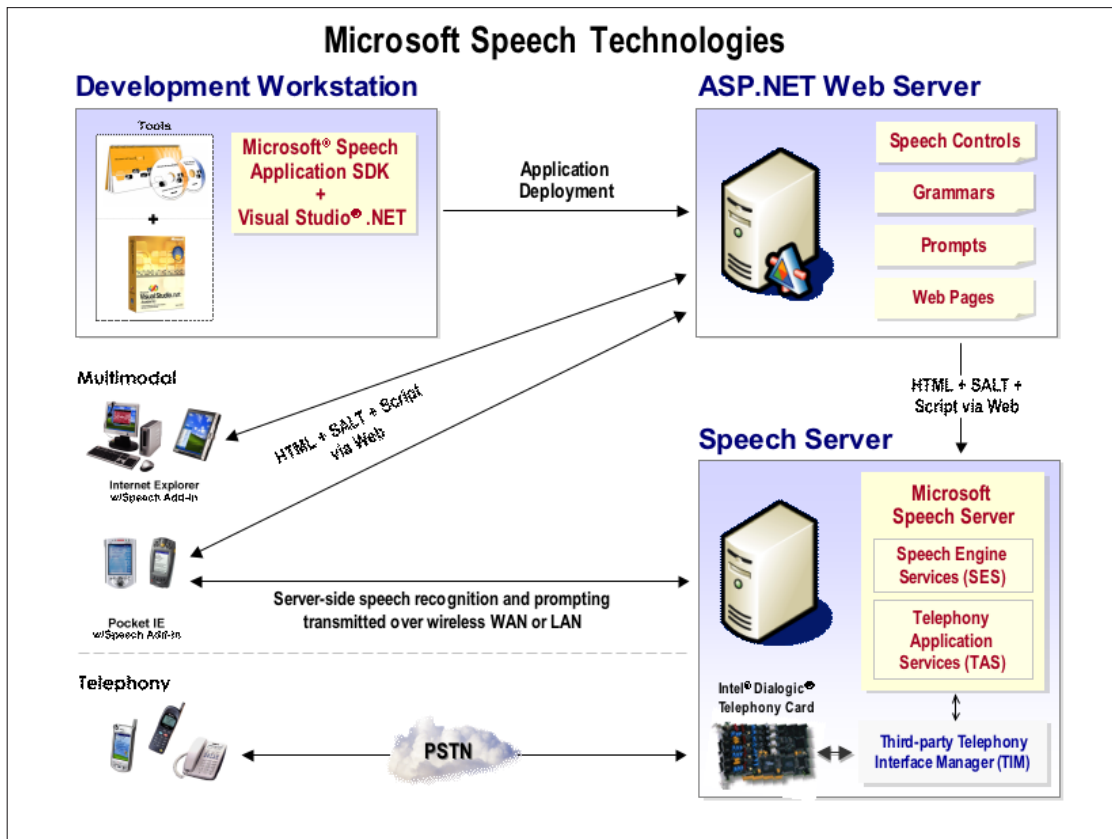 Microsoft Speech Technologies
Development Workstation
Tools
+
Visual Studio.net
Microsoft® Speech
Application SDK
+
Visual Studio® .NET
Application
Deployment
ASP.NET Web Server
Speech Controls
Grammars
Prompts
Web Pages
HTML + SALT +
Script via Web
Multimodal
Internet Explorer
w/Speech Add-in
HTML + SALT + Script
via Web
Pocket IE
w/Speech Add-in
Server-side speech recognition and prompting
transmitted over wireless WAN or LAN
Speech Server
Microsoft
Speech Server
Speech Engine
Services (SES)
Telephony
Application
Services (TAS)
Intel® Dialogic®
Telephony Card
Third-party Telephony
Interface Manager (TIM)
Telephony
PSTN